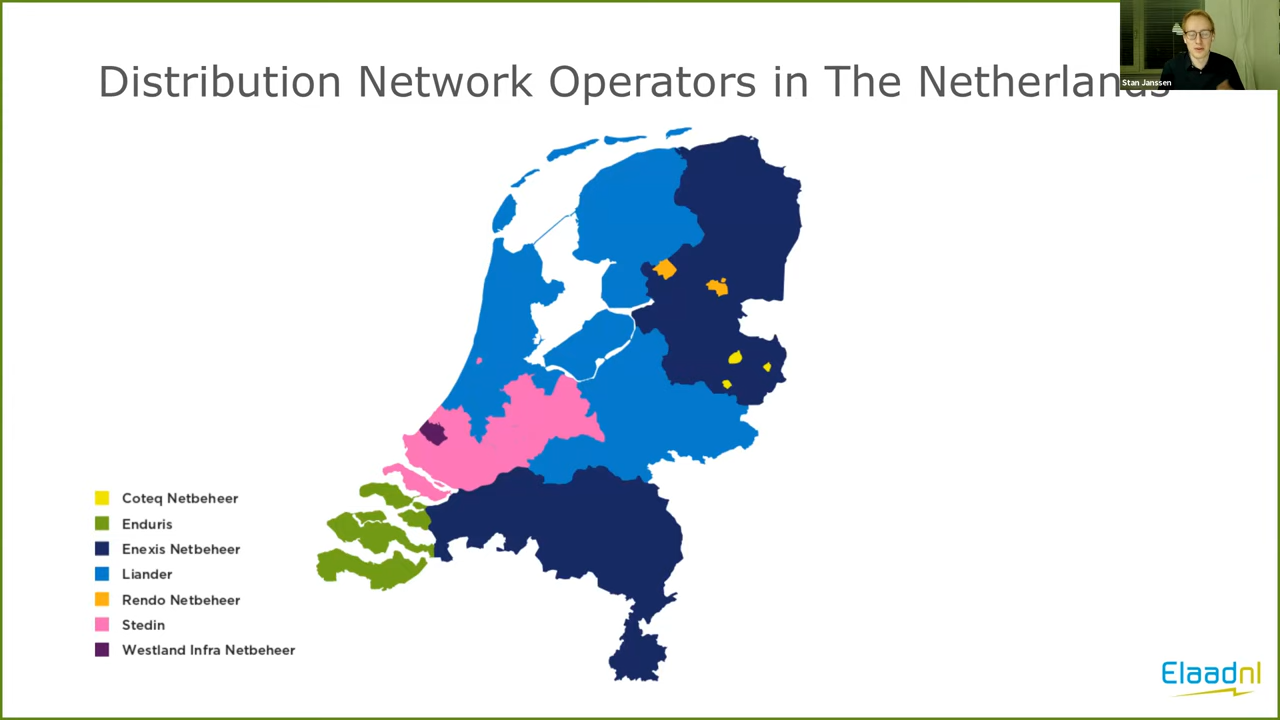 Distribution Network Operators in The Netherlands
Stan Janssen
Coteq Netbeheer
Enduris
Enexis Netbeheer
Liander
Rendo Netbeheer
Stedin
Westland Infra Netbeheer
Elaadnl